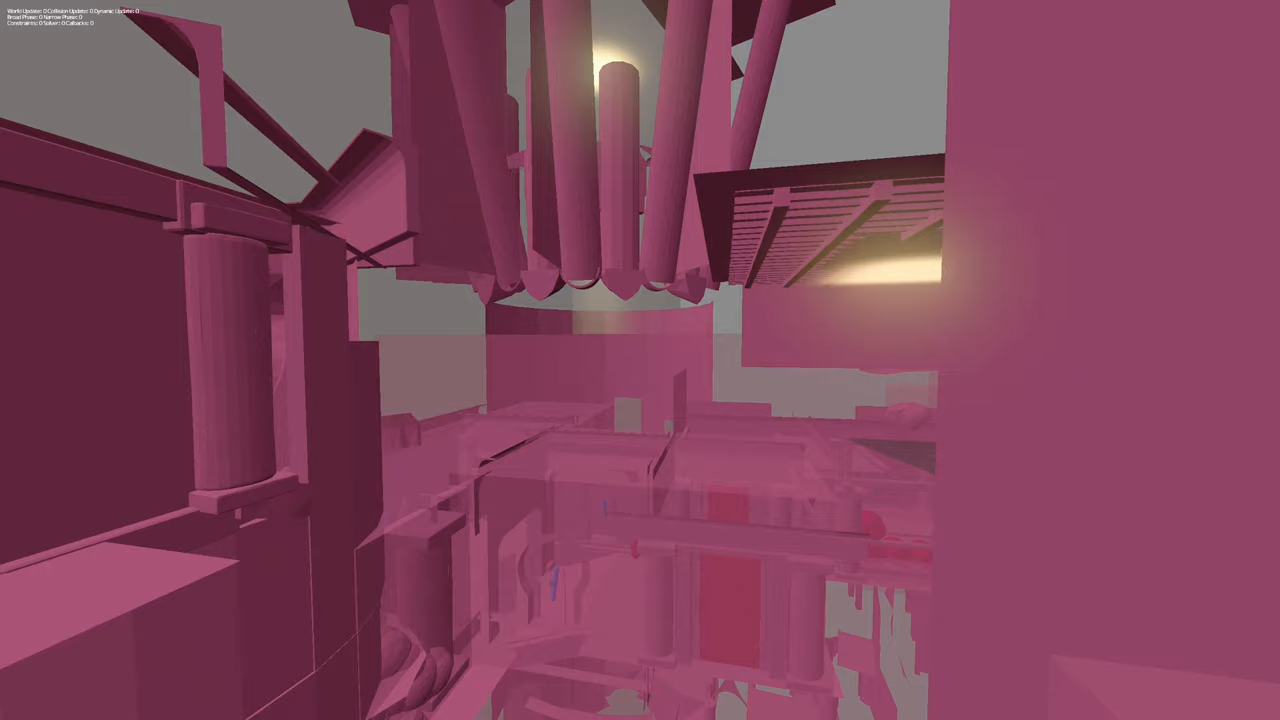 World Update: 0 Collision Update: 0 Dynamic Update: 0
Broad Phase: 0 Narrow Phase: 0
Constraints: 0 Solver: 0 Callbacks: 0